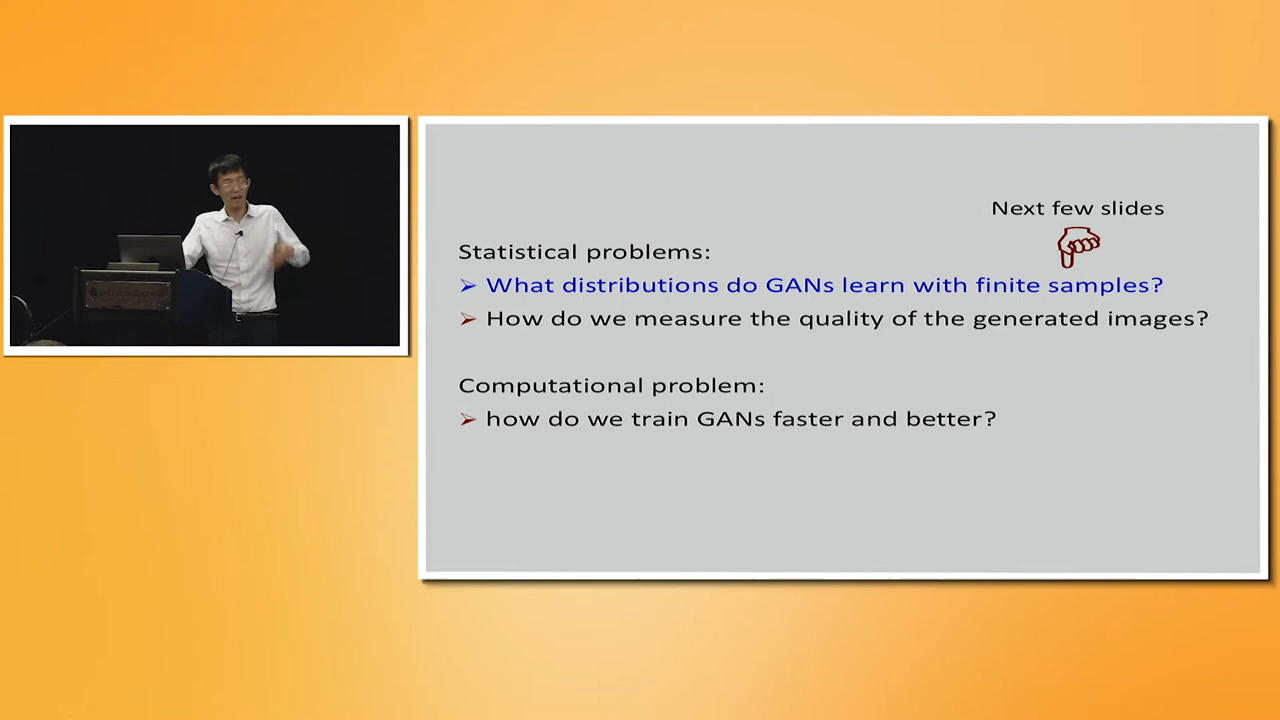 Next few slides
Statistical problems:
➢ What distributions do GANs learn with finite samples?
➢ How do we measure the quality of the generated images?
Computational problem:
➢ how do we train GANs faster and better?